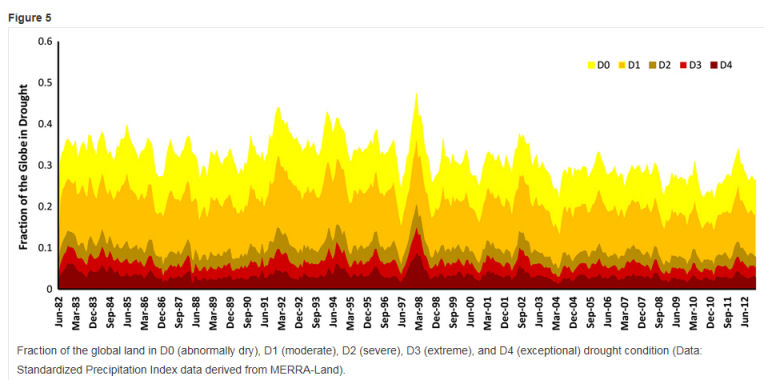 Figure 5
0.6
0.5
0.4
0.3
0.2
0.1
0
Fraction of the Globe in Drought
D0 D1 D2 D3 D4
Jun-82 Mar-83 Dec-83 Sep-84 Jun-85 Mar-86 Dec-86 Sep-87 Jun-88 Mar-89 Dec-89 Sep-90 Jun-91 Mar-92 Dec-92 Sep-93 Jun-94 Mar-95 Dec-95 Sep-96 Jun-97 Mar-98 Dec-98 Sep-99 Jun-00 Mar-01 Dec-01 Sep-02 Jun-03 Mar-04 Dec-04 Sep-05 Jun-06 Mar-07 Dec-07 Sep-08 Jun-09 Mar-10 Dec-10 Sep-11 Jun-12
Fraction of the global land in D0 (abnormally dry), D1 (moderate), D2 (severe), D3 (extreme), and D4 (exceptional) drought condition (Data:
Standardized Precipitation Index data derived from MERRA-Land).